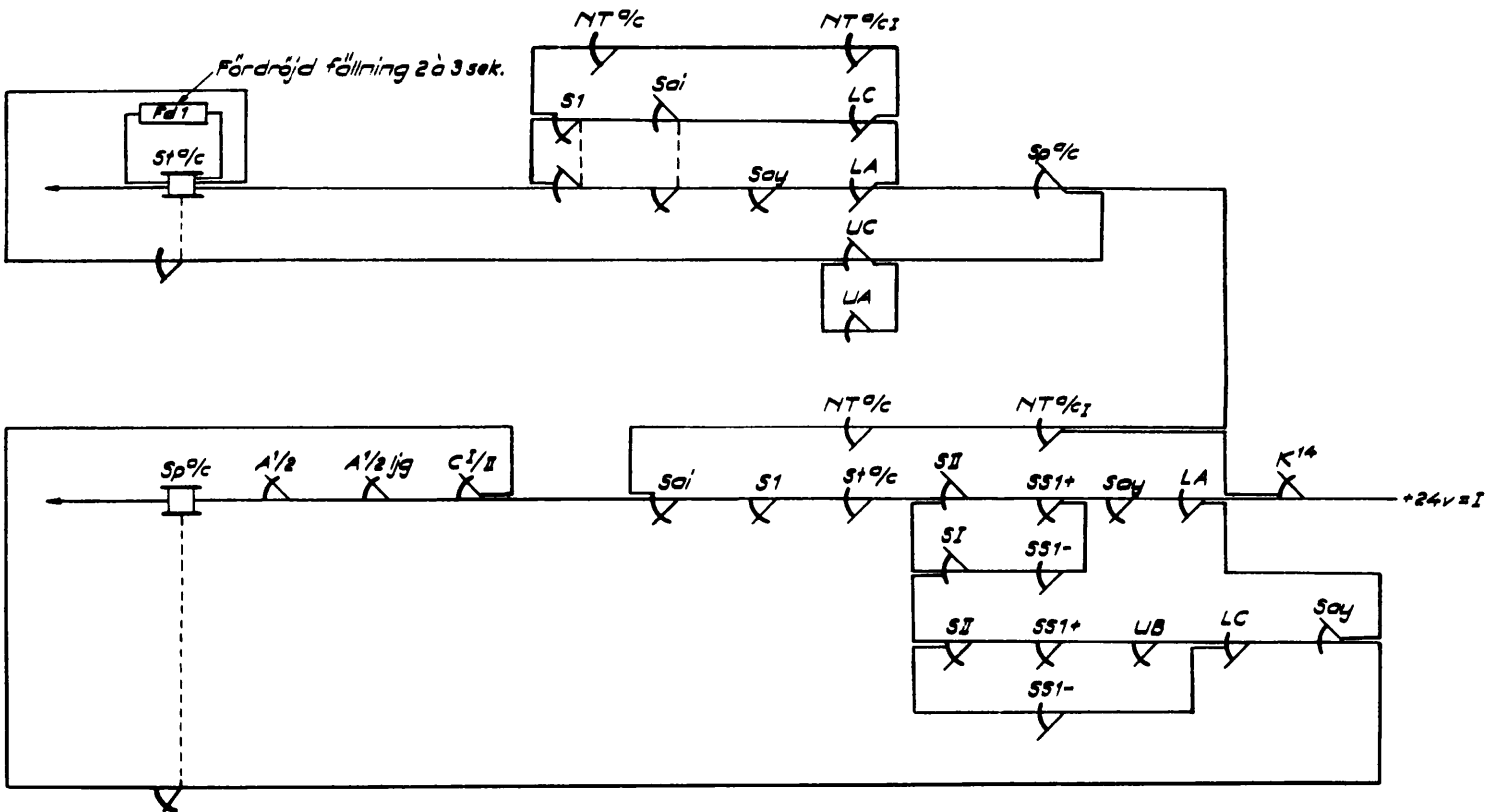 NT a/c
NT a/c I
Fördröjd fällning 2 à 3 sek.
Fd 1
S1
Sai
LC
St a/c
Say
LA
Sp a/c
UC
UA
NT a/c
NT a/c I
Sp a/c
A 1/2
A 1/2 ljg
C I/II
Sai
S1
St a/c
SII
SS1+
Say
LA
K14
+24v=I
SI
SS1-
SII
SS1+
UB
LC
Say
SS1-